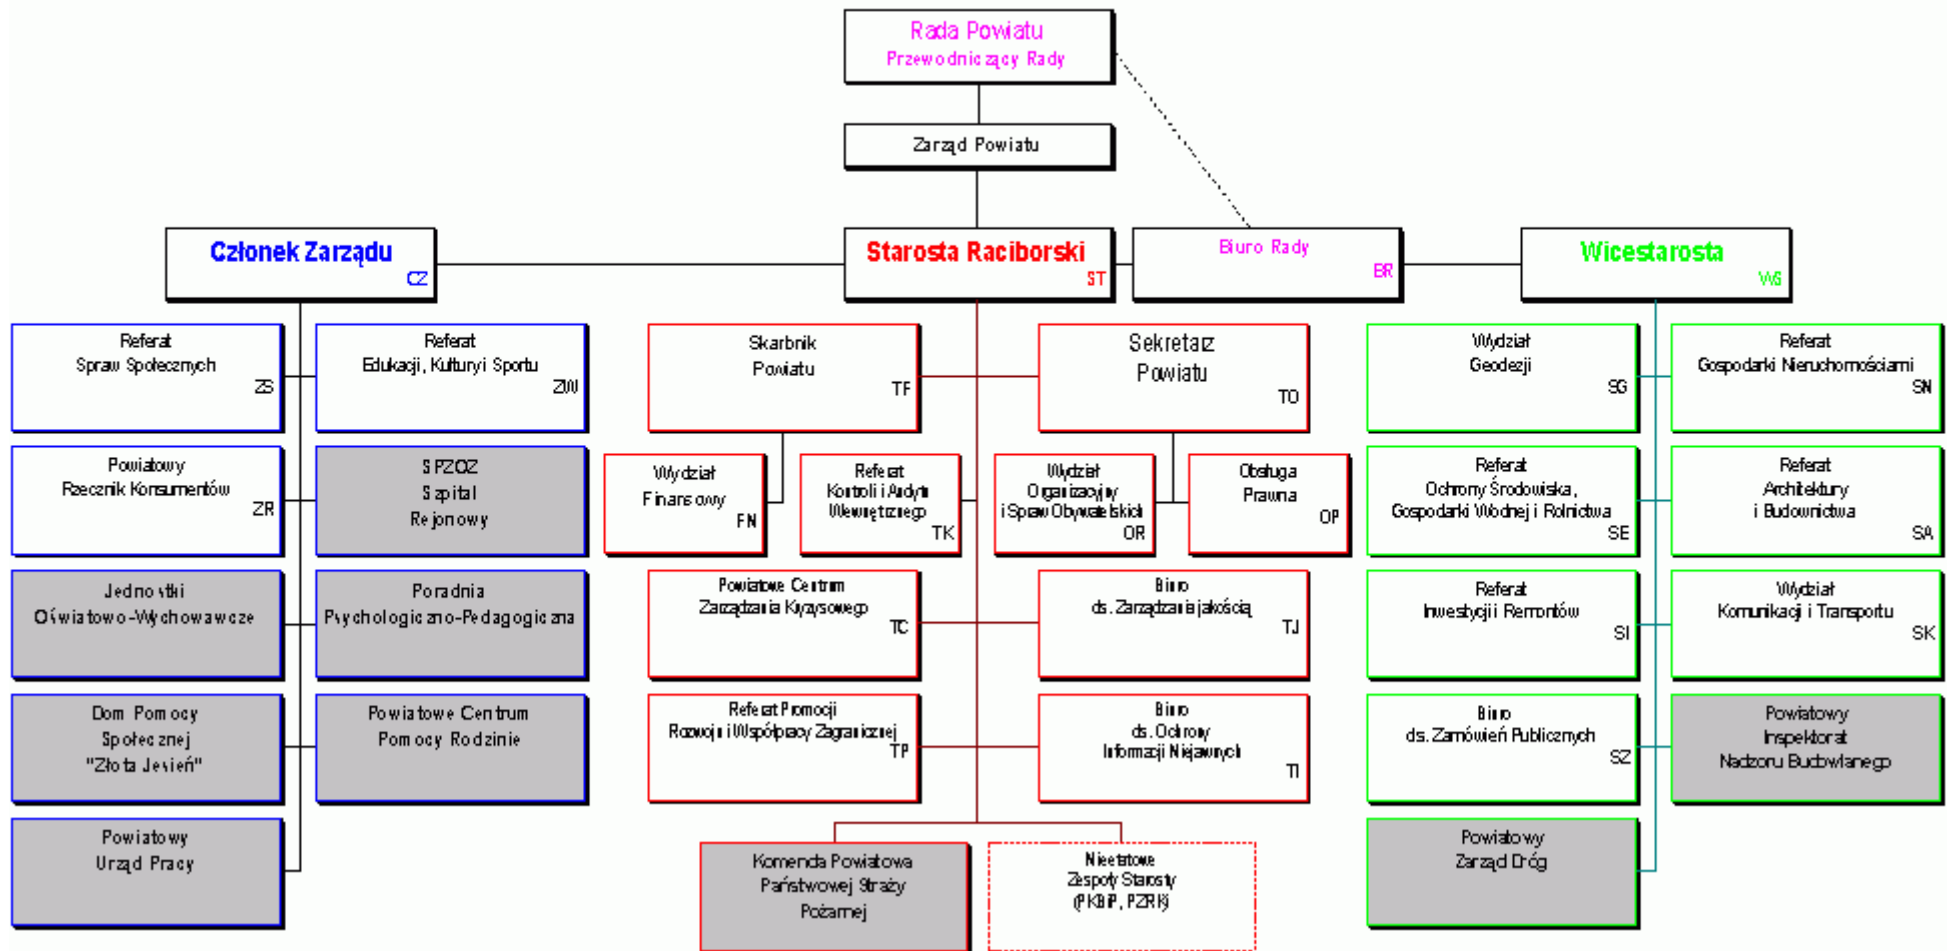 Rada Powiatu
Przewodniczący Rady
Zarząd Powiatu
Członek Zarządu
CZ
Starosta Raciborski
ST
Biuro Rady
BR
Wicestarosta
Referat
Spraw Społecznych
ZS
Referat
Edukacji, Kultury i Sportu
ZW
Powiatowy
Rzecznik Konsumentów
ZR
SPZOZ
Szpital
Rejonowy
Jednostki
Oświatowo-Wychowawcze
Poradnia
Psychologiczno-Pedagogiczna
Dom Pomocy
Społecznej
"Złota Jesień"
Powiatowe Centrum
Pomocy Rodzinie
Powiatowy
Urząd Pracy
Skarbnik
Powiatu
TF
Sekretarz
Powiatu
TO
Wydział
Finansowy
FN
Referat
Kontroli i Audytu
Wewnętrznego
TK
Wydział
Organizacyjny
i Spraw Obywatelskich
OR
Obsługa
Prawna
OP
Powiatowe Centrum
Zarządzania Kryzysowego
TC
Biuro
ds. Zarządzania jakością
TJ
Referat Promocji
Rozwoju i Współpracy Zagranicznej
TP
Biuro
ds. Ochrony
Informacji Niejawnych
TI
Komenda Powiatowa
Państwowej Straży
Pożarnej
Nieetatowe
Zespoły Starosty
(PKBiP, PZRK)
Wydział
Geodezji
SG
Referat
Gospodarki Nieruchomościami
SN
Referat
Ochrony Środowiska,
Gospodarki Wodnej i Rolnictwa
SE
Referat
Architektury
i Budownictwa
SA
Referat
Inwestycji i Remontów
SI
Wydział
Komunikacji i Transportu
SK
Biuro
ds. Zamówień Publicznych
SZ
Powiatowy
Inspektorat
Nadzoru Budowlanego
Powiatowy
Zarząd Dróg